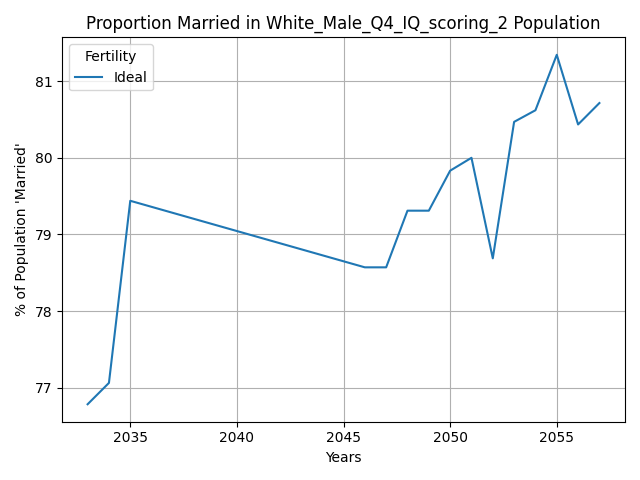 Proportion Married in White_Male_Q4_IQ_scoring_2 Population
Fertility
Ideal
% of Population 'Married'
81
80
79
78
77
2035 2040 2045 2050 2055
Years